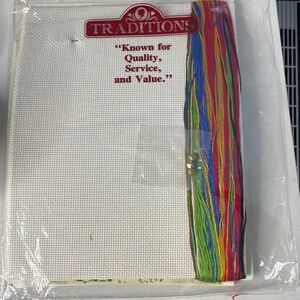 TRADITIONS
“Known for
Quality,
Service,
and Value.”